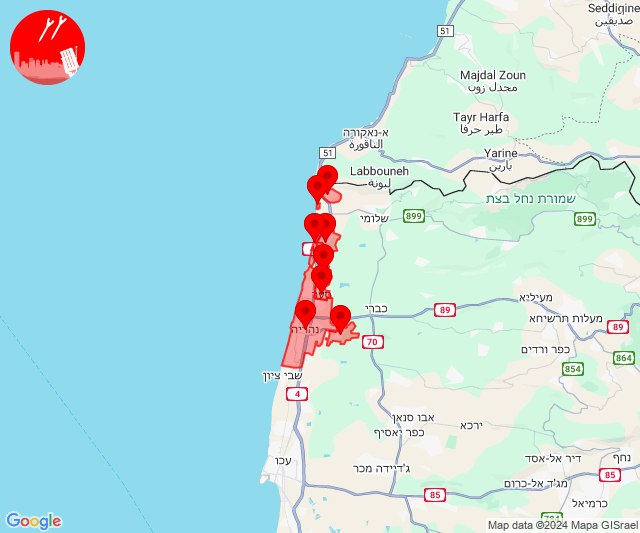 Seddiqine
صديقين
51
Majdal Zoun
مجدل زون
Tayr Harfa
طير حرفا
א-נאקורה
الناقورة
51
Yarine
يارين
Labbouneh
لبونة
שמורת נחל בצת
שלומי
899
899
מעיליא
כברי
89
מעלות תרשיחא
89
נהריה
70
כפר ורדים
864
854
שבי ציון
4
אבו סנאן
ירכא
כפר יאסיף
עכו
ג'דיידה מכר
דיר אל-אסד
נחף
85
מג'ד אל-כרום
85
כרמיאל
784
Google
Map data ©2024 Mapa GISrael